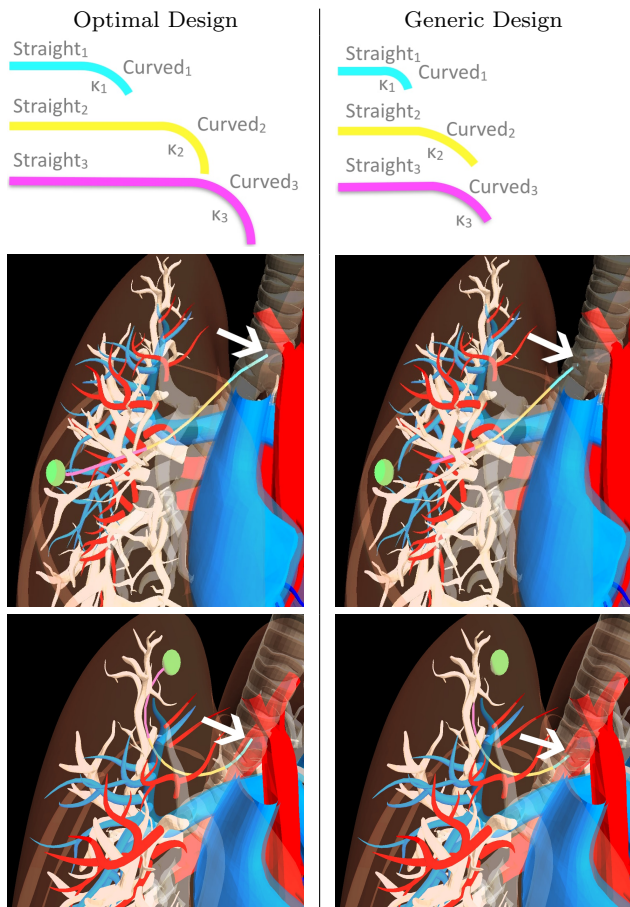 Optimal Design
Straight₁
Curved₁
κ₁
Straight₂
Curved₂
κ₂
Straight₃
Curved₃
κ₃
Generic Design
Straight₁
Curved₁
κ₁
Straight₂
Curved₂
κ₂
Straight₃
Curved₃
κ₃